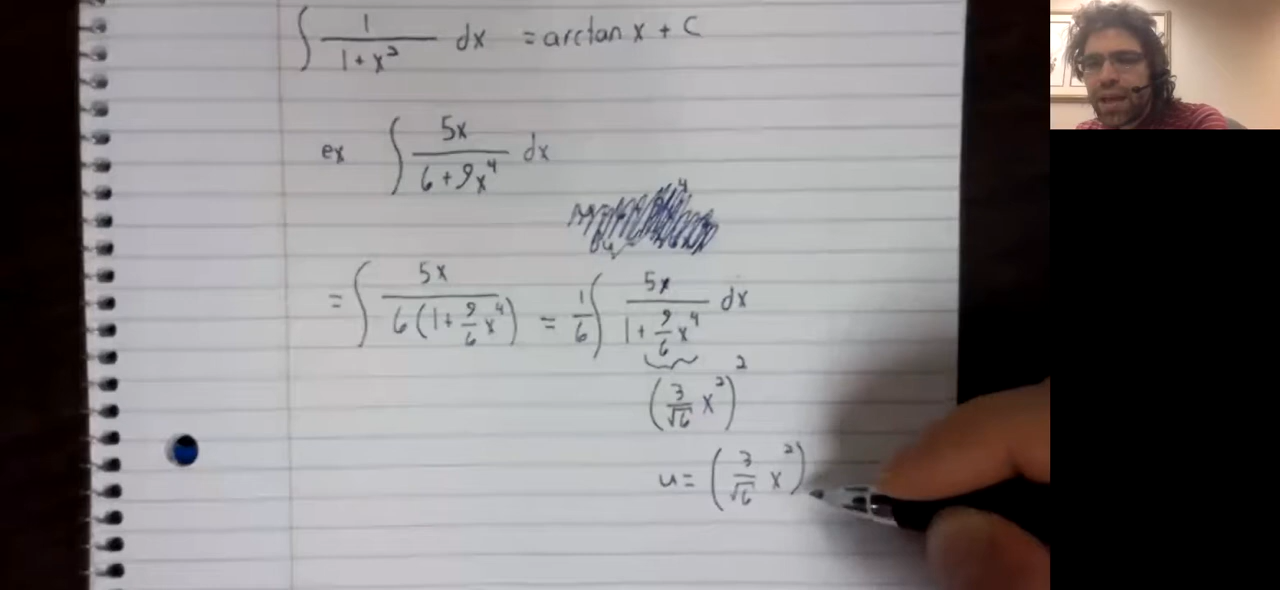 ∫ 1/(1+x²) dx = arctan x + C
ex ∫ 5x/(6+9x⁴) dx
= ∫ 5x/(6(1+9/6 x⁴)) = 1/6 ∫ 5x/(1+9/6 x⁴) dx
(3/√6 x²)²
u = (3/√6 x²)